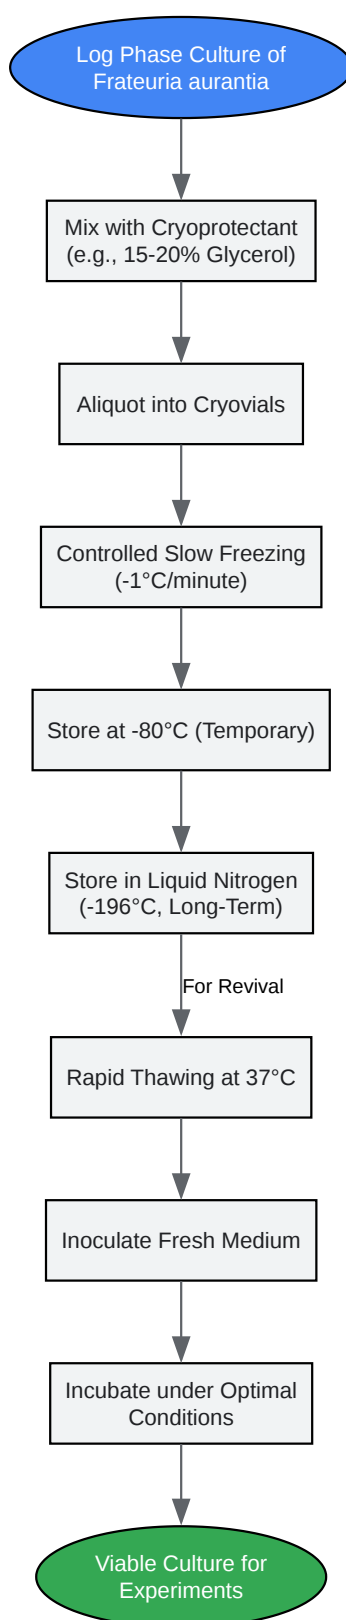 Log Phase Culture of
Frateuria aurantia
Mix with Cryoprotectant
(e.g., 15-20% Glycerol)
Aliquot into Cryovials
Controlled Slow Freezing
(-1°C/minute)
Store at -80°C (Temporary)
Store in Liquid Nitrogen
(-196°C, Long-Term)
For Revival
Rapid Thawing at 37°C
Inoculate Fresh Medium
Incubate under Optimal
Conditions
Viable Culture for
Experiments